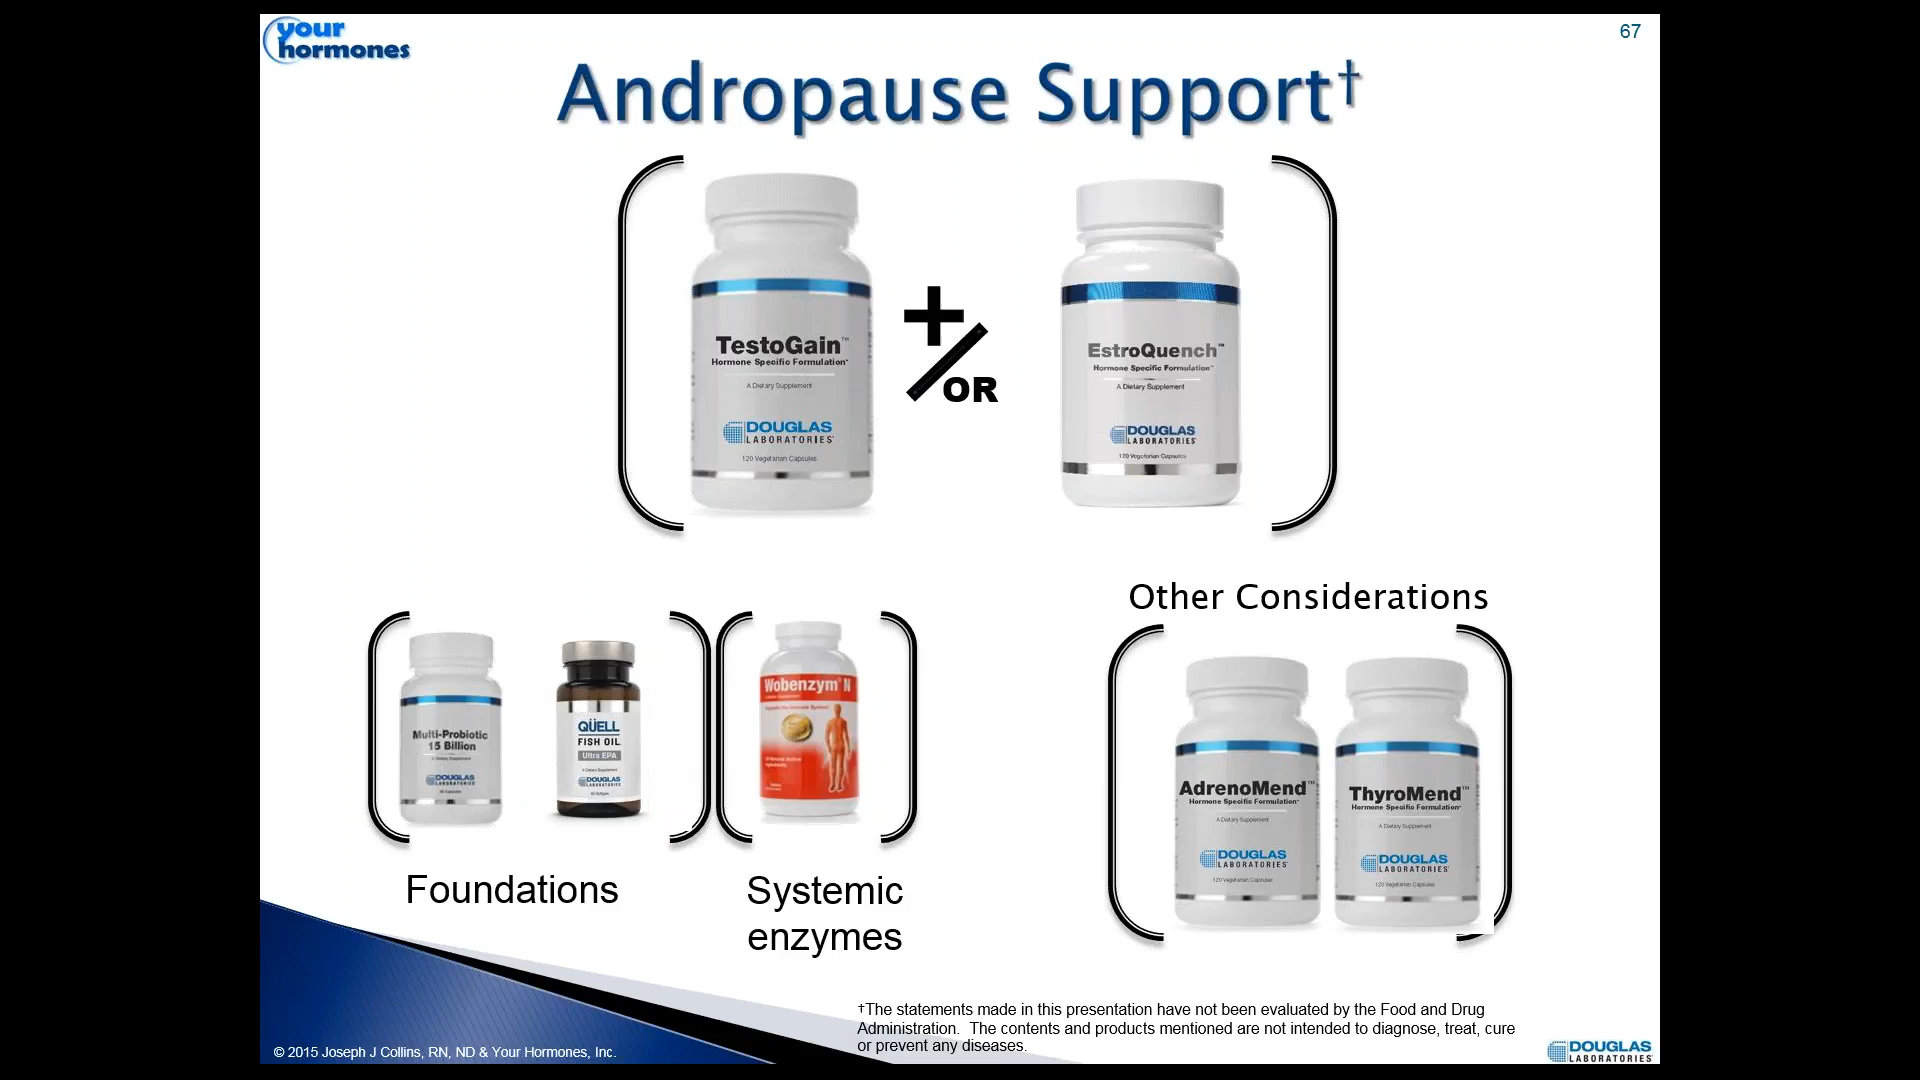 your
hormones
67
Andropause Support†
TestoGain™
Hormone Specific Formulation™
A Dietary Supplement
DOUGLAS
LABORATORIES®
120 Vegetarian Capsules
+/OR
EstroQuench™
Hormone Specific Formulation™
A Dietary Supplement
DOUGLAS
LABORATORIES®
120 Vegetarian Capsules
Other Considerations
Multi-Probiotic
15 Billion
A Dietary Supplement
DOUGLAS
LABORATORIES
QÜELL
FISH OIL
Ultra EPA
A Dietary Supplement
DOUGLAS
LABORATORIES
Wobenzym® N
AdrenoMend™
Hormone Specific Formulation™
A Dietary Supplement
DOUGLAS
LABORATORIES®
120 Vegetarian Capsules
ThyroMend™
Hormone Specific Formulation™
A Dietary Supplement
DOUGLAS
LABORATORIES®
120 Vegetarian Capsules
Foundations
Systemic
enzymes
†The statements made in this presentation have not been evaluated by the Food and Drug
Administration. The contents and products mentioned are not intended to diagnose, treat, cure
or prevent any diseases.
© 2015 Joseph J Collins, RN, ND & Your Hormones, Inc.
DOUGLAS
LABORATORIES®